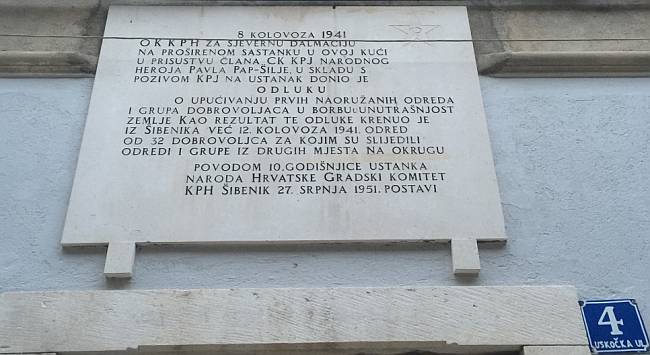 8 KOLOVOZA 1941
OKKPH ZA SJEVERNU DALMACIJU
NA PROŠIRENOM SASTANKU U OVOJ KUĆI
U PRISUSTVU ČLANA CK KPJ NARODNOG
HEROJA PAVLA PAP-ŠILJE, U SKLADU S
POZIVOM KPJ NA USTANAK DONIO JE
ODLUKU
O UPUĆIVANJU PRVIH NAORUŽANIH ODREDA
I GRUPA DOBROVOLJACA U BORBU U UNUTRAŠNJOST
ZEMLJE KAO REZULTAT TE ODLUKE KRENUO JE
IZ ŠIBENIKA VEĆ 12. KOLOVOZA 1941. ODRED
OD 32 DOBROVOLJCA ZA KOJIM SU SLIJEDILI
ODREDI I GRUPE IZ DRUGIH MJESTA NA OKRUGU
POVODOM 10.GODIŠNJICE USTANKA
NARODA HRVATSKE GRADSKI KOMITET
KPH ŠIBENIK 27. SRPNJA 1951. POSTAVI
4
USKOČKA UL.